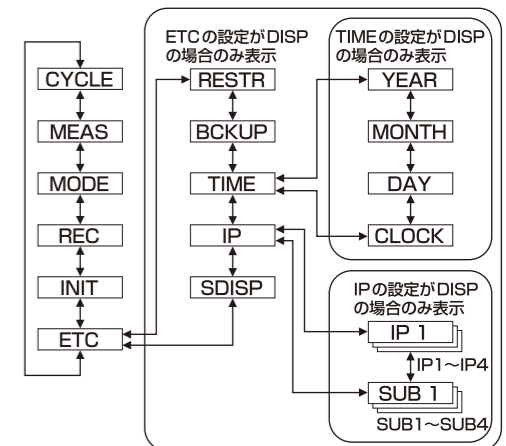 CYCLE
MEAS
MODE
REC
INIT
ETC
ETCの設定がDISP
の場合のみ表示
RESTR
BCKUP
TIME
IP
SDISP
TIMEの設定がDISP
の場合のみ表示
YEAR
MONTH
DAY
CLOCK
IPの設定がDISP
の場合のみ表示
IP 1
IP1～IP4
SUB 1
SUB1～SUB4